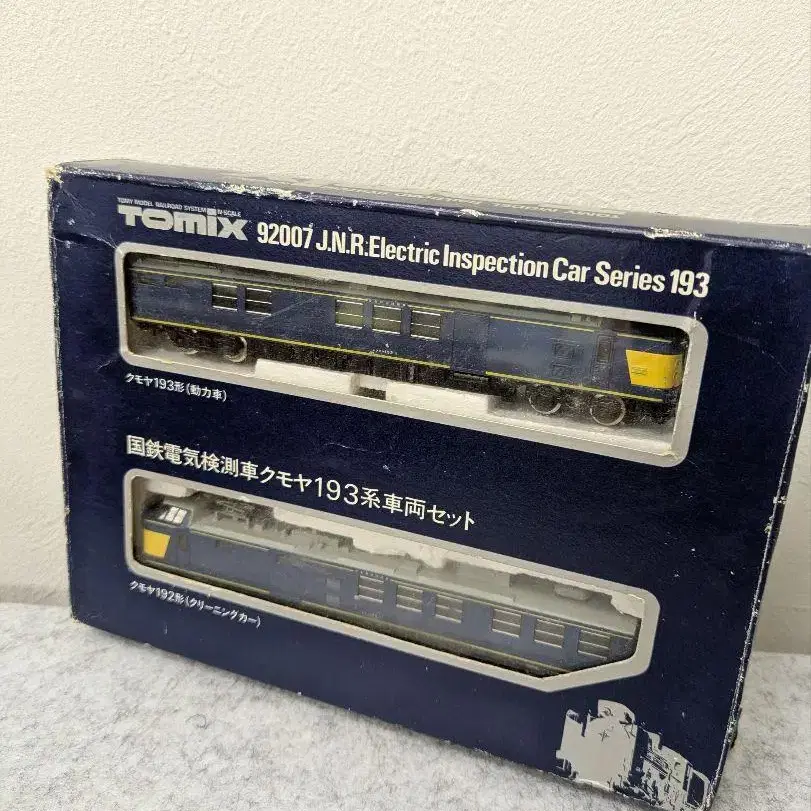 TOMY MODEL RAILROAD SYSTEM N-SCALE
TOMIX 92007 J.N.R.Electric Inspection Car Series 193
クモヤ193形(動力車)
国鉄電気検測車クモヤ193系車両セット
クモヤ192形(クリーニングカー)